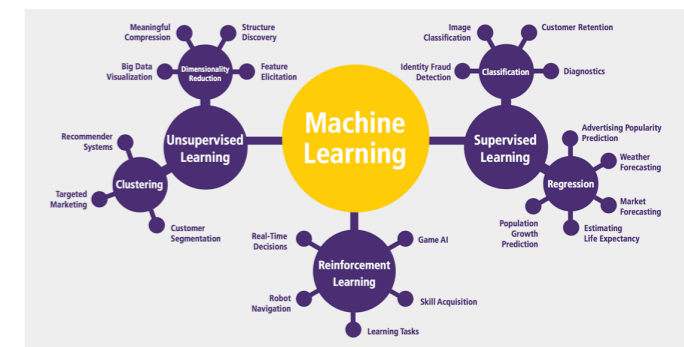 Meaningful
Compression
Structure
Discovery
Big Data
Visualization
Dimensionality
Reduction
Feature
Elicitation
Unsupervised
Learning
Recommender
Systems
Clustering
Targeted
Marketing
Customer
Segmentation
Machine
Learning
Image
Classification
Customer Retention
Identity Fraud
Detection
Classification
Diagnostics
Supervised
Learning
Advertising Popularity
Prediction
Weather
Forecasting
Regression
Market
Forecasting
Population
Growth
Prediction
Estimating
Life Expectancy
Real-Time
Decisions
Game AI
Reinforcement
Learning
Robot
Navigation
Skill Acquisition
Learning Tasks